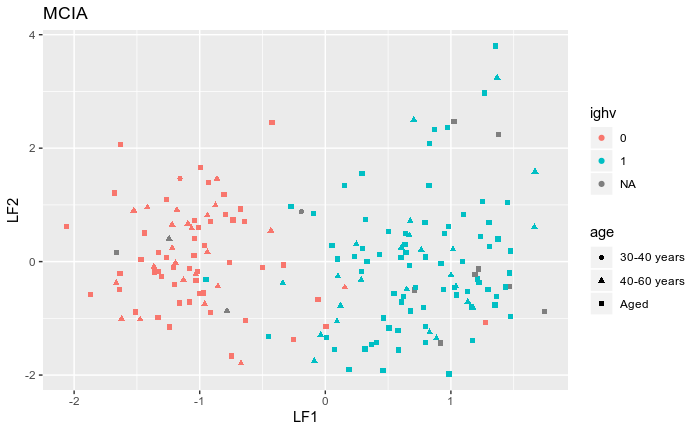 MCIA
4
2
0
-2
LF2
-2
-1
0
1
LF1
ighv
0
1
NA
age
30-40 years
40-60 years
Aged